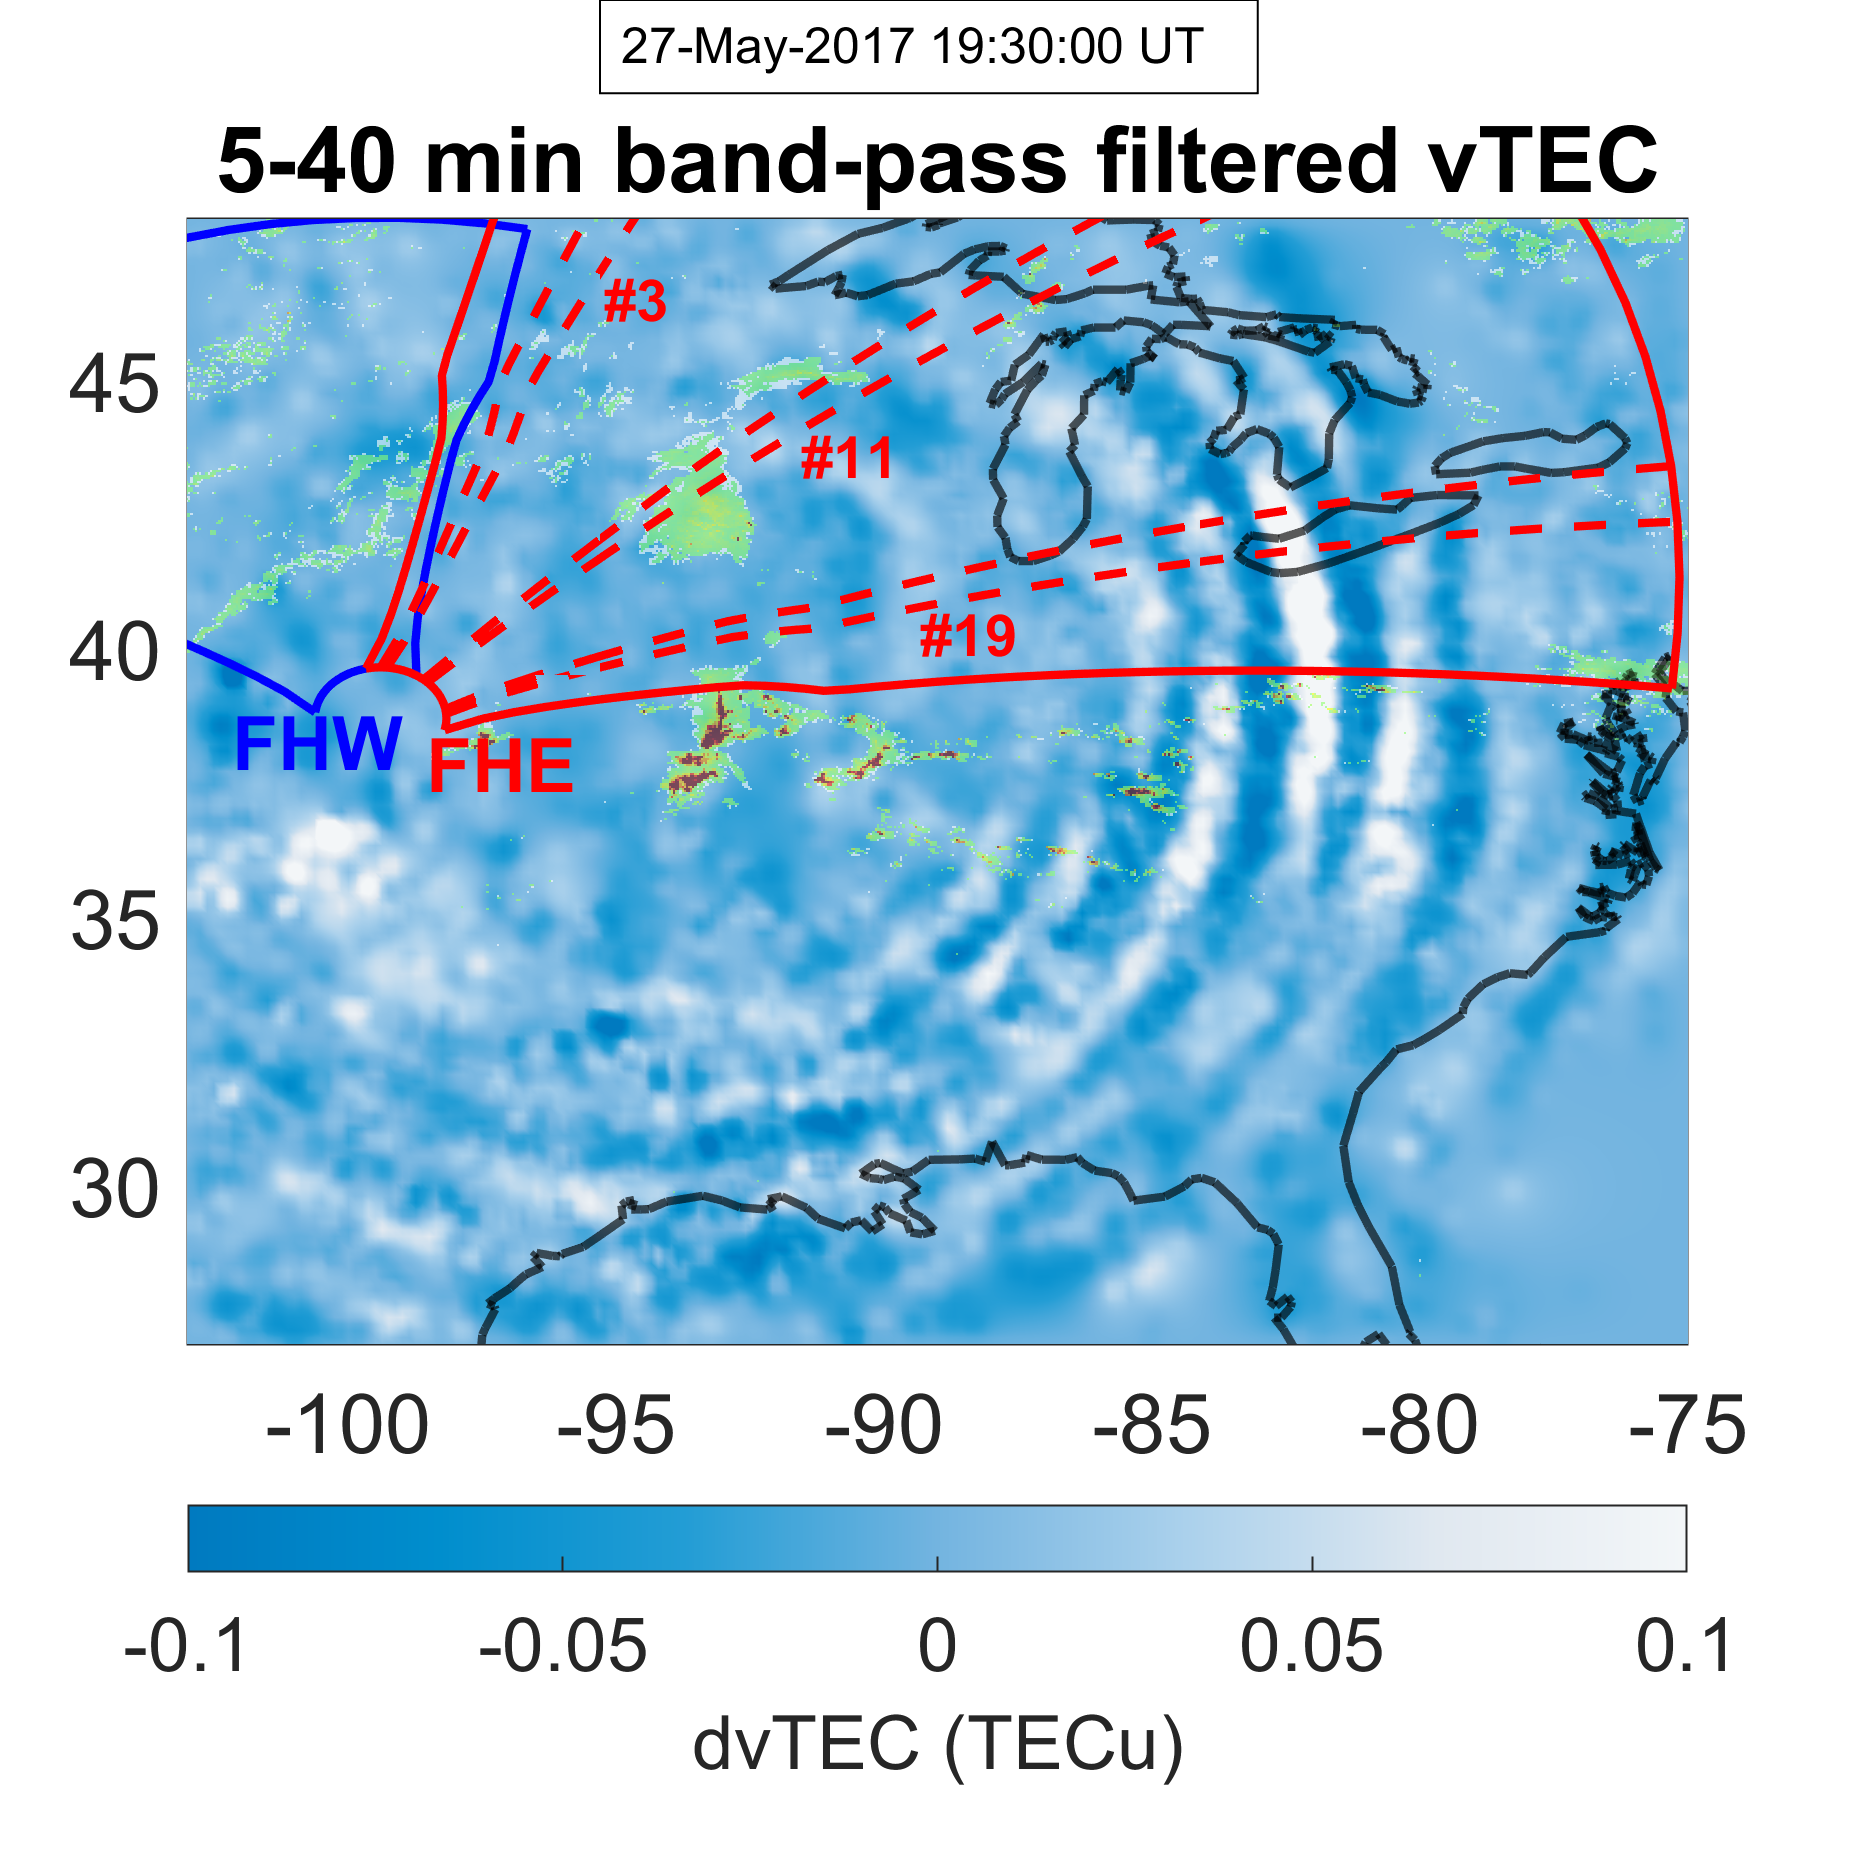 27-May-2017 19:30:00 UT
5-40 min band-pass filtered vTEC
#3
45
#11
#19
40
FHW
FHE
35
30
-100 -95 -90 -85 -80 -75
-0.1 -0.05 0 0.05 0.1
dvTEC (TECu)